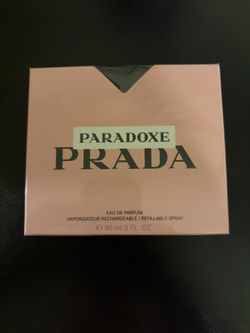 PARADOXE
PRADA
EAU DE PARFUM
VAPORISATEUR RECHARGEABLE / REFILLABLE SPRAY
℮ 90 ml 3 FL. OZ